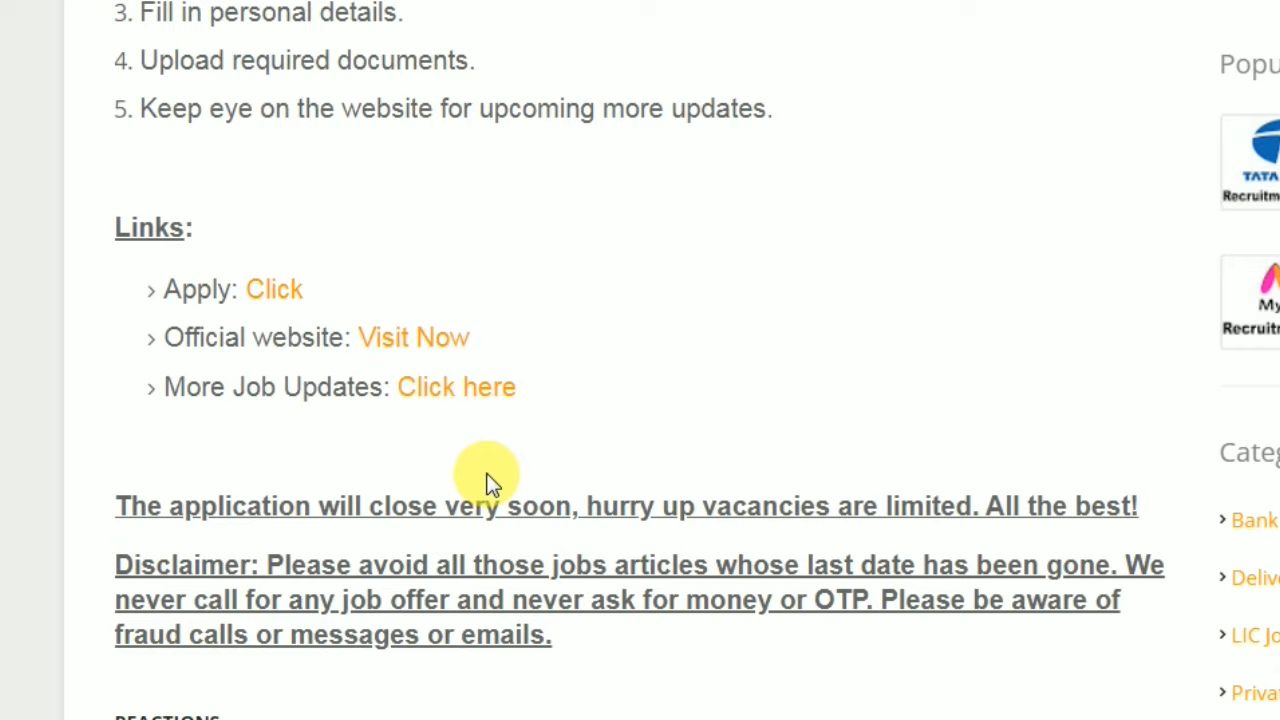 3. Fill in personal details.
4. Upload required documents.
5. Keep eye on the website for upcoming more updates.
Links:
› Apply: Click
› Official website: Visit Now
› More Job Updates: Click here
The application will close very soon, hurry up vacancies are limited. All the best!
Disclaimer: Please avoid all those jobs articles whose last date has been gone. We
never call for any job offer and never ask for money or OTP. Please be aware of
fraud calls or messages or emails.
REACTIONS
Popu
TATA
Recruitm
My
Recruitm
Categ
› Bank
› Delive
› LIC Jo
› Privat